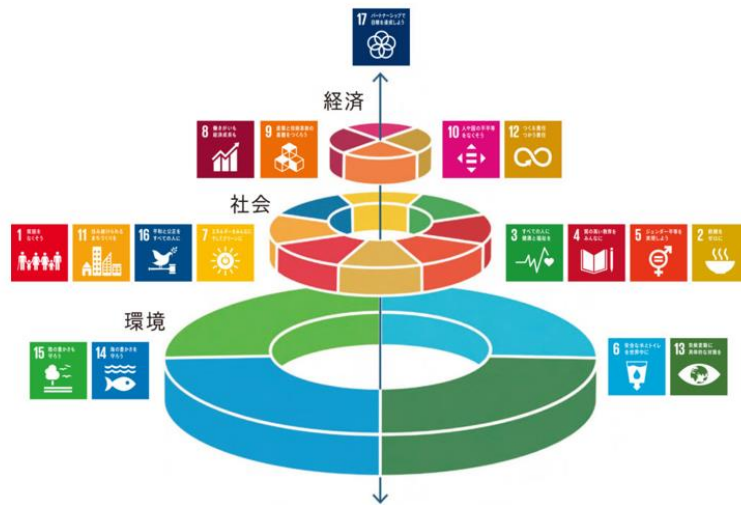 17 パートナーシップで
目標を達成しよう
経済
8 働きがいも
経済成長も
9 産業と技術革新の
基盤をつくろう
10 人や国の不平等
をなくそう
12 つくる責任
つかう責任
社会
1 貧困を
なくそう
11 住み続けられる
まちづくりを
16 平和と公正を
すべての人に
7 エネルギーをみんなに
そしてクリーンに
3 すべての人に
健康と福祉を
4 質の高い教育を
みんなに
5 ジェンダー平等を
実現しよう
2 飢餓を
ゼロに
環境
15 陸の豊かさも
守ろう
14 海の豊かさを
守ろう
6 安全な水とトイレ
を世界中に
13 気候変動に
具体的な対策を